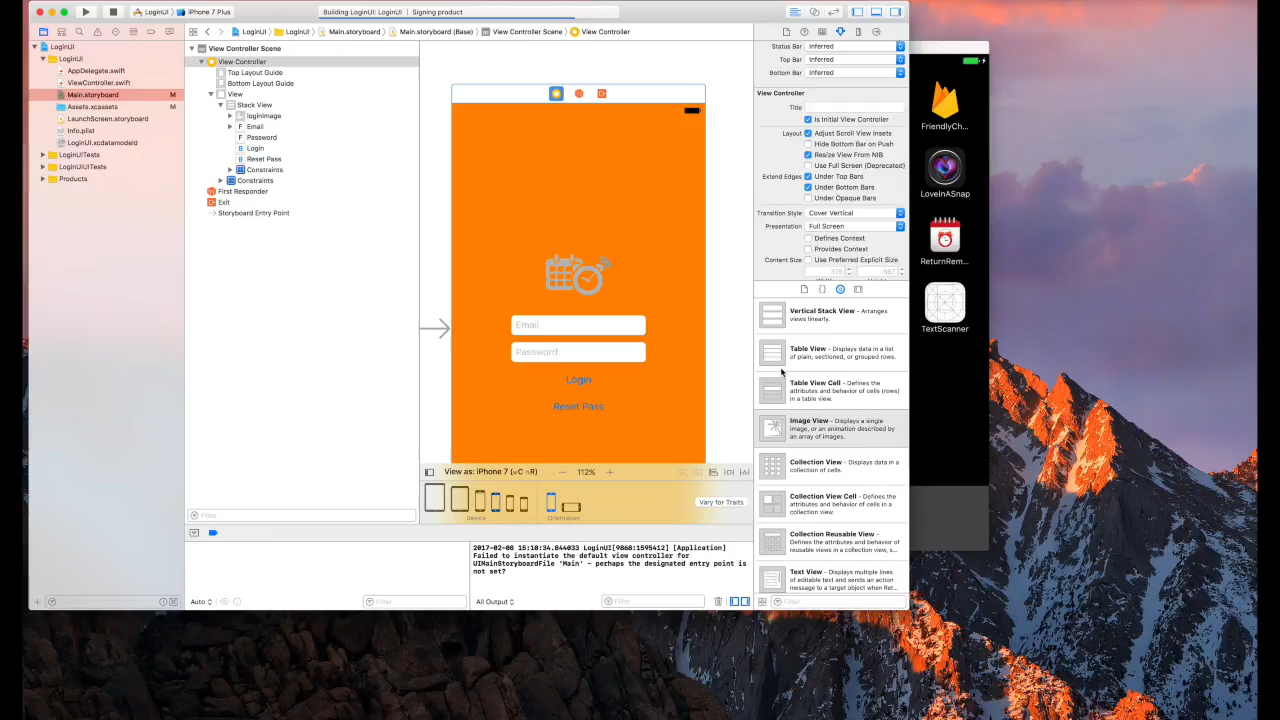 LoginUI
iPhone 7 Plus
Building LoginUI: LoginUI | Signing product
LoginUI
LoginUI
Main.storyboard
Main.storyboard (Base)
View Controller Scene
View Controller
LoginUI
LoginUI
AppDelegate.swift
ViewController.swift
Main.storyboard M
Assets.xcassets M
LaunchScreen.storyboard
Info.plist
LoginUI.xcdatamodeld
LoginUITests
LoginUIUITests
Products
View Controller Scene
View Controller
Top Layout Guide
Bottom Layout Guide
View
Stack View
loginImage
F Email
F Password
B Login
B Reset Pass
Constraints
Constraints
First Responder
Exit
Storyboard Entry Point
Filter
Email
Password
Login
Reset Pass
View as: iPhone 7 (wC hR)
112%
Device
Orientation
Vary for Traits
2017-02-08 15:10:34.844033 LoginUI[9868:1595412] [Application]
Failed to instantiate the default view controller for
UIMainStoryboardFile 'Main' - perhaps the designated entry point is
not set?
Auto
Filter
All Output
Filter
Status Bar Inferred
Top Bar Inferred
Bottom Bar Inferred
View Controller
Title
Is Initial View Controller
Layout Adjust Scroll View Insets
Hide Bottom Bar on Push
Resize View From NIB
Use Full Screen (Deprecated)
Extend Edges Under Top Bars
Under Bottom Bars
Under Opaque Bars
Transition Style Cover Vertical
Presentation Full Screen
Defines Context
Provides Context
Content Size Use Preferred Explicit Size
375 667
Vertical Stack View - Arranges
views linearly.
Table View - Displays data in a list
of plain, sectioned, or grouped rows.
Table View Cell - Defines the
attributes and behavior of cells (rows)
in a table view.
Image View - Displays a single
image, or an animation described by
an array of images.
Collection View - Displays data in a
collection of cells.
Collection View Cell - Defines the
attributes and behavior of cells in a
collection view.
Collection Reusable View -
Defines the attributes and behavior of
reusable views in a collection view, s...
Text View - Displays multiple lines
of editable text and sends an action
message to a target object when Ret...
Filter
FriendlyCh...
LoveInASnap
ReturnRem...
TextScanner